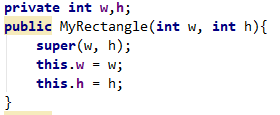 private int w,h;
public MyRectangle(int w, int h){
    super(w, h);
    this.w = w;
    this.h = h;
}